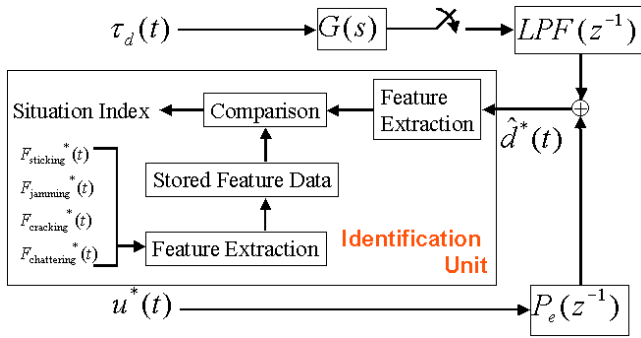 τ_d(t) G(s) LPF(z⁻¹)
Situation Index Comparison Feature Extraction d̂*(t)
F_sticking*(t)
F_jamming*(t)
F_cracking*(t)
F_chattering*(t)
Stored Feature Data
Feature Extraction
Identification
Unit
u*(t) P_e(z⁻¹)